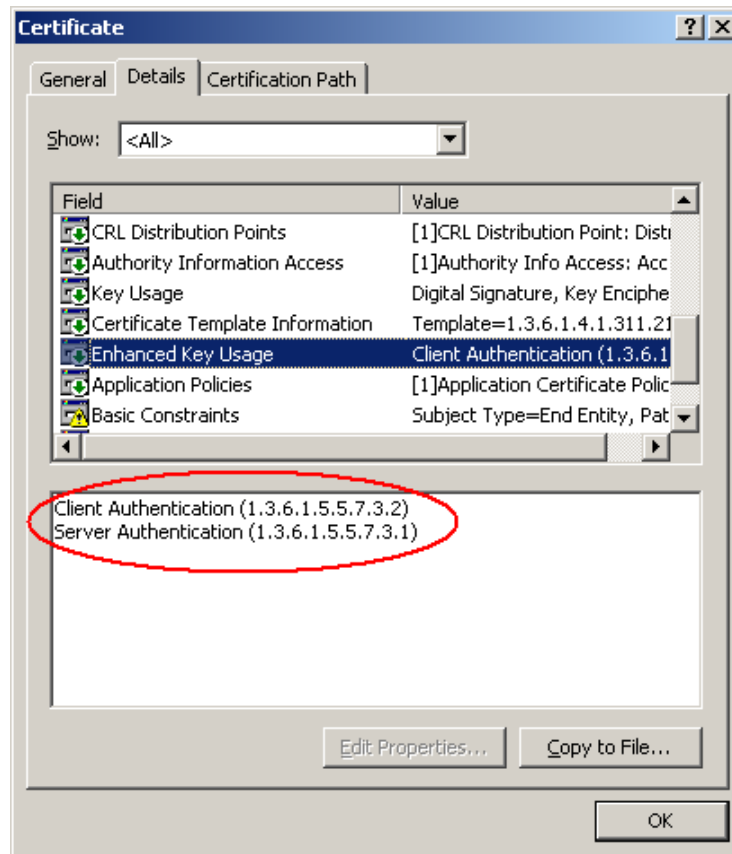 Certificate
General Details Certification Path
Show: <All>
Field Value
CRL Distribution Points [1]CRL Distribution Point: Distri
Authority Information Access [1]Authority Info Access: Acc
Key Usage Digital Signature, Key Enciphe
Certificate Template Information Template=1.3.6.1.4.1.311.21
Enhanced Key Usage Client Authentication (1.3.6.1
Application Policies [1]Application Certificate Polic
Basic Constraints Subject Type=End Entity, Pat
Client Authentication (1.3.6.1.5.5.7.3.2)
Server Authentication (1.3.6.1.5.5.7.3.1)
Edit Properties... Copy to File...
OK